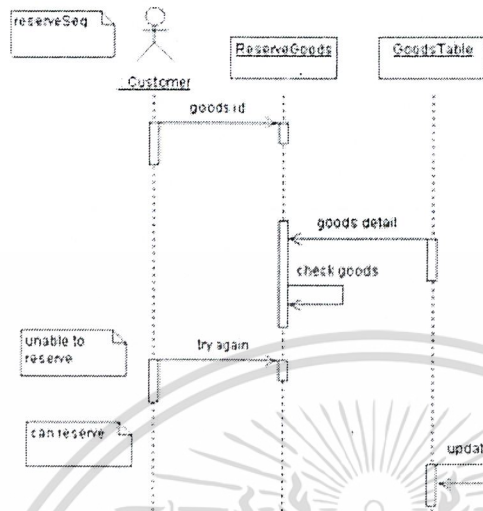 reserveSeq
: Customer
ReserveGoods
GoodsTable
goods id
goods detail
check goods
unable to
reserve
try again
can reserve